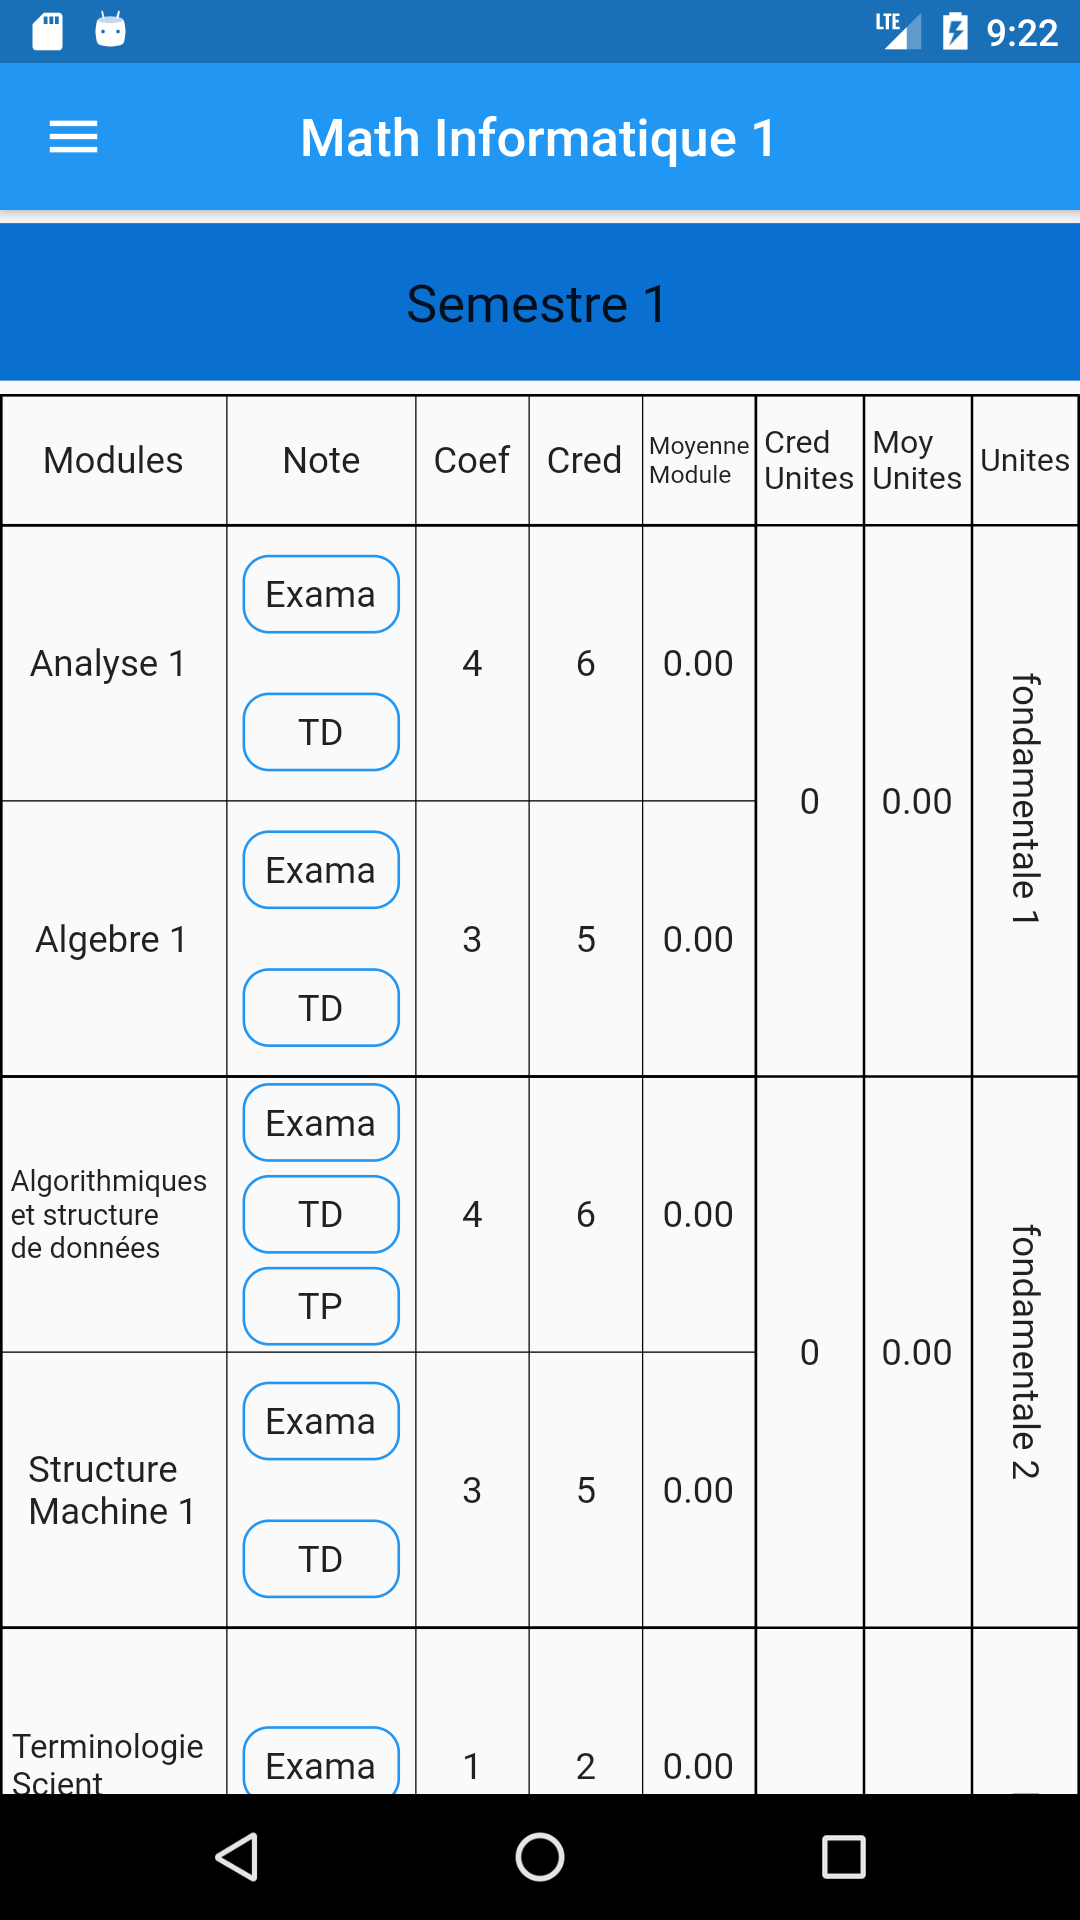 LTE 9:22
Math Informatique 1
Semestre 1
Modules Note Coef Cred Moyenne Module Cred Unites Moy Unites Unites
Exama
Analyse 1 4 6 0.00
TD
0 0.00 fondamentale 1
Exama
Algebre 1 3 5 0.00
TD
Exama
Algorithmiques
et structure
de données
TD 4 6 0.00
TP
0 0.00 fondamentale 2
Exama
Structure
Machine 1
3 5 0.00
TD
Terminologie
Scient
Exama 1 2 0.00